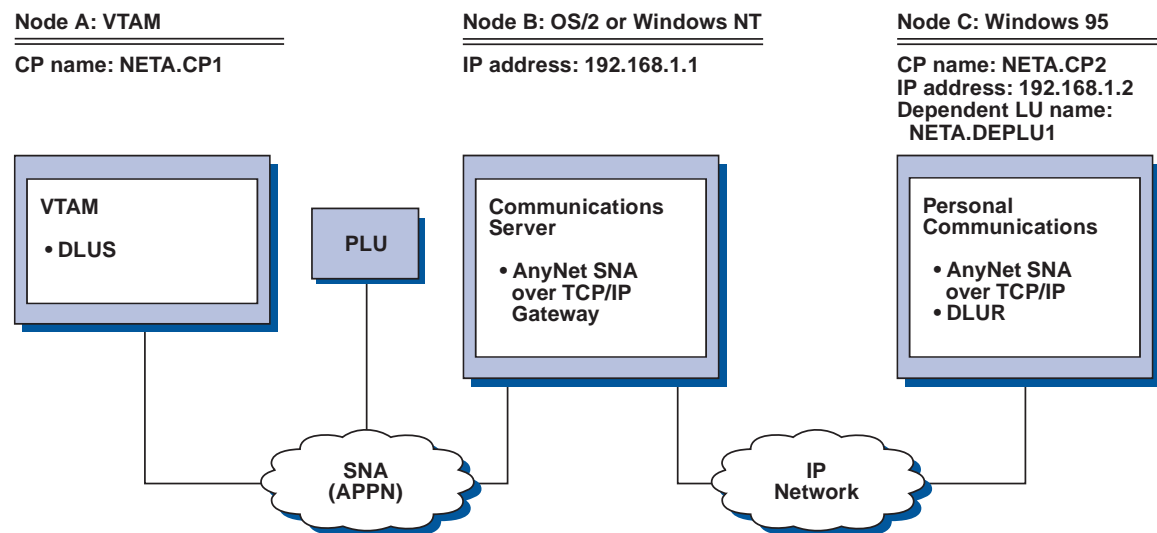 Node A: VTAM
CP name: NETA.CP1
Node B: OS/2 or Windows NT
IP address: 192.168.1.1
Node C: Windows 95
CP name: NETA.CP2
IP address: 192.168.1.2
Dependent LU name:
NETA.DEPLU1
VTAM
• DLUS
PLU
Communications
Server
• AnyNet SNA
over TCP/IP
Gateway
Personal
Communications
• AnyNet SNA
over TCP/IP
• DLUR
SNA
(APPN)
IP
Network